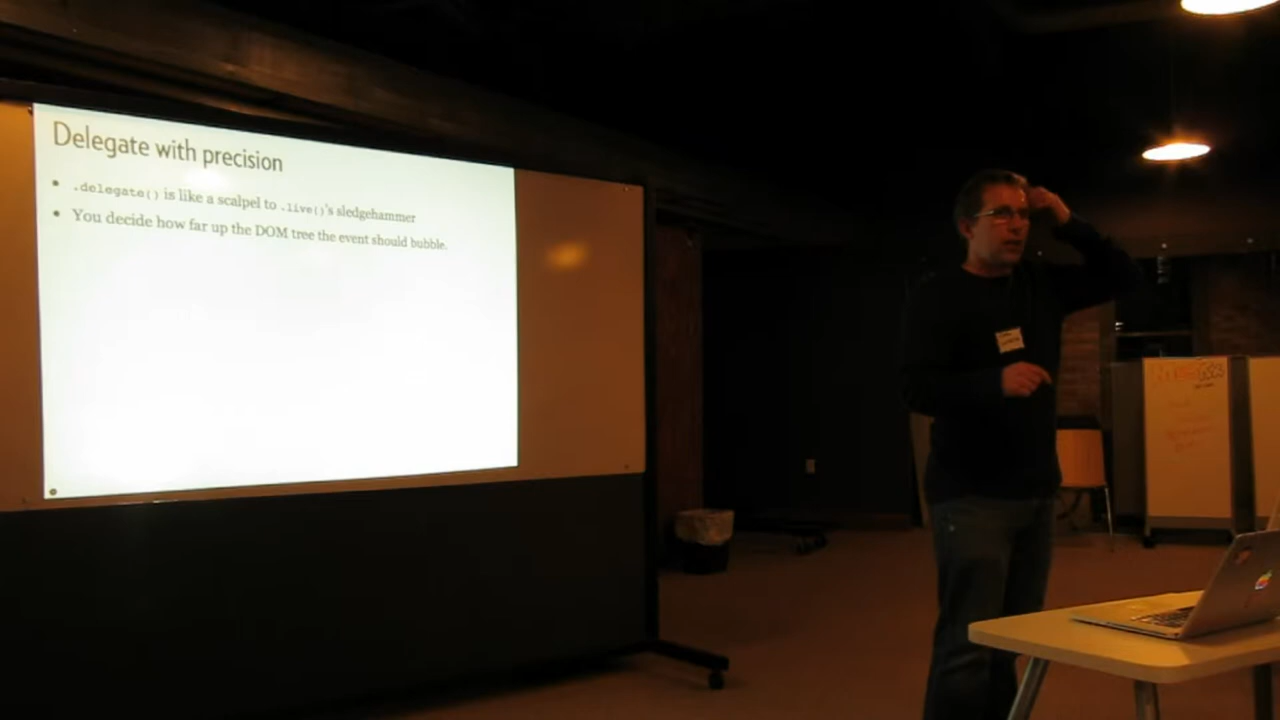 Delegate with precision
.delegate() is like a scalpel to .live()'s sledgehammer
You decide how far up the DOM tree the event should bubble.